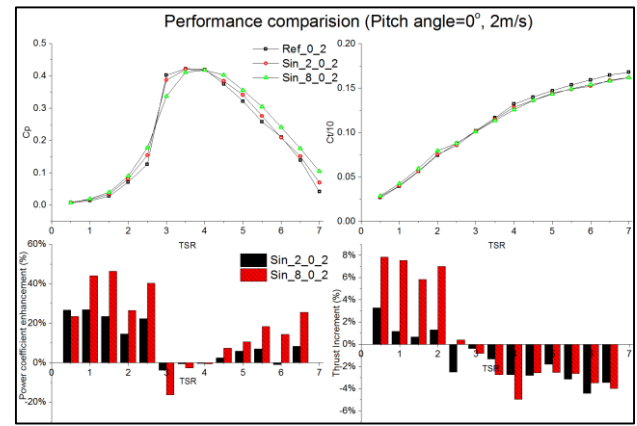 Performance comparision (Pitch angle=0°, 2m/s)
Ref_0_2
Sin_2_0_2
Sin_8_0_2
Cp
0.5
0.4
0.3
0.2
0.1
0.0
0 1 2 3 4 5 6 7
TSR
Ct/10
0.20
0.15
0.10
0.05
0.00
0 1 2 3 4 5 6 7
TSR
Power coefficient enhancement (%)
60%
40%
20%
0%
-20%
Sin_2_0_2
Sin_8_0_2
0 1 2 3 4 5 6 7
TSR
Thrust Increment (%)
8%
6%
4%
2%
0%
-2%
-4%
-6%
0 1 2 3 4 5 6 7
TSR